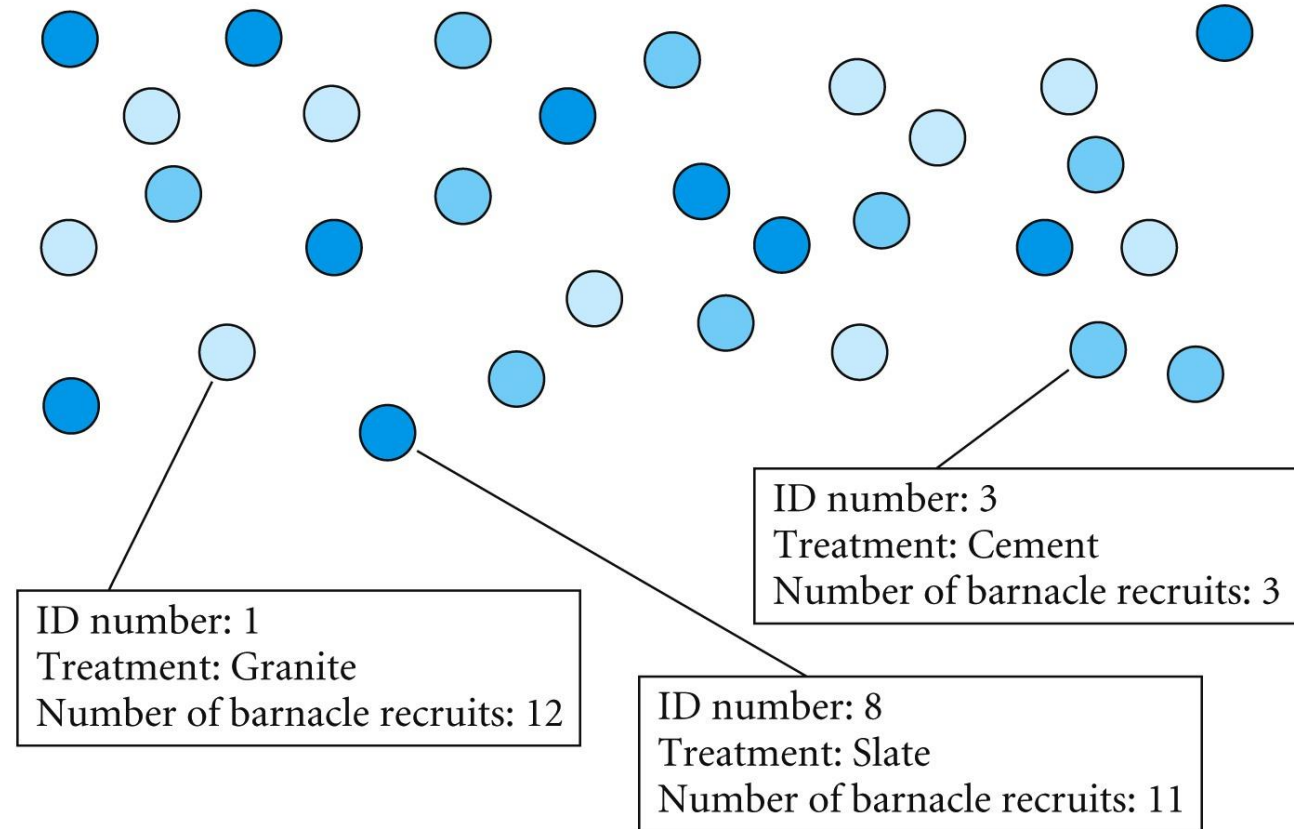 ID number: 3
Treatment: Cement
Number of barnacle recruits: 3
ID number: 1
Treatment: Granite
Number of barnacle recruits: 12
ID number: 8
Treatment: Slate
Number of barnacle recruits: 11